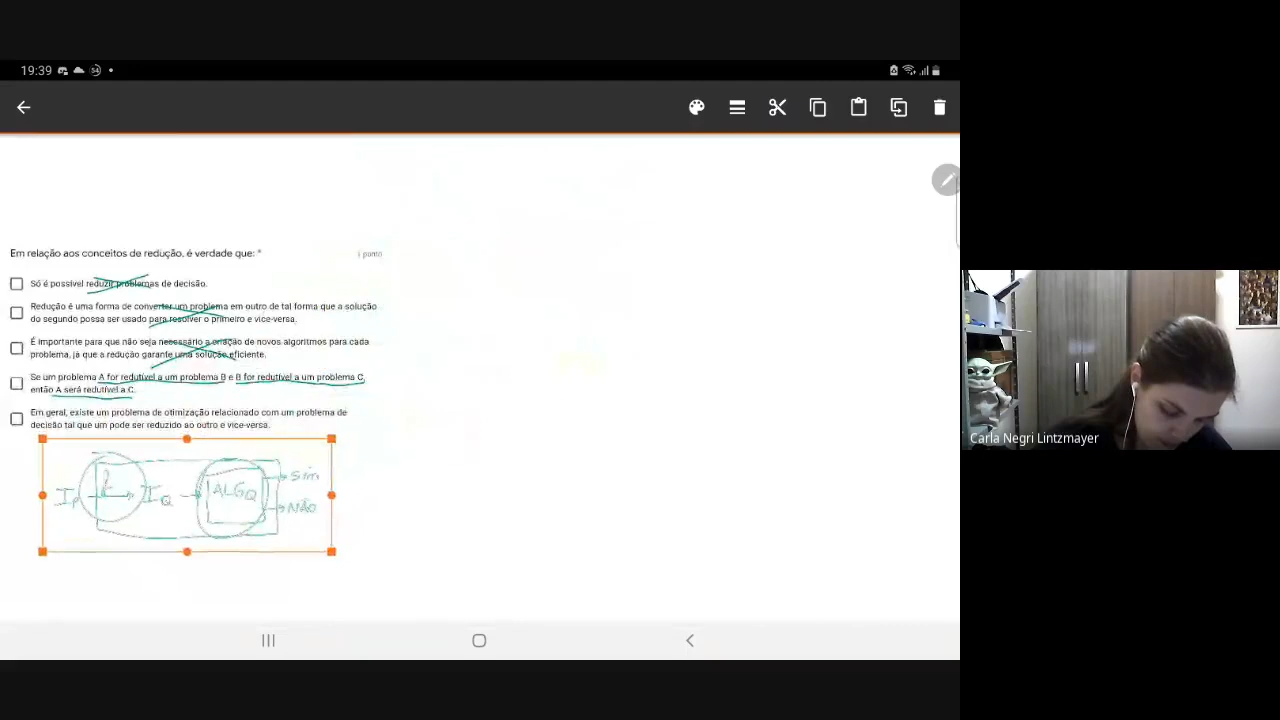 19:39
54
Em relação aos conceitos de redução, é verdade que: *
1 ponto
Só é possível reduzir problemas de decisão.
Redução é uma forma de converter um problema em outro de tal forma que a solução
do segundo possa ser usado para resolver o primeiro e vice-versa.
É importante para que não seja necessário a criação de novos algoritmos para cada
problema, já que a redução garante uma solução eficiente.
Se um problema A for redutível a um problema B e B for redutível a um problema C,
então A será redutível a C.
Em geral, existe um problema de otimização relacionado com um problema de
decisão tal que um pode ser reduzido ao outro e vice-versa.
Ip f IQ ALGQ SIM
NÃO
Carla Negri Lintzmayer